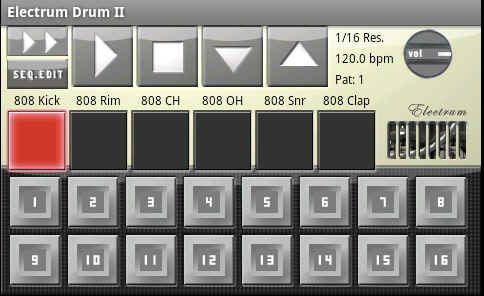 Electrum Drum II
1/16 Res.
120.0 bpm
Pat: 1
vol
SEQ.EDIT
808 Kick 808 Rim 808 CH 808 OH 808 Snr 808 Clap
Electrum
1 2 3 4 5 6 7 8
9 10 11 12 13 14 15 16